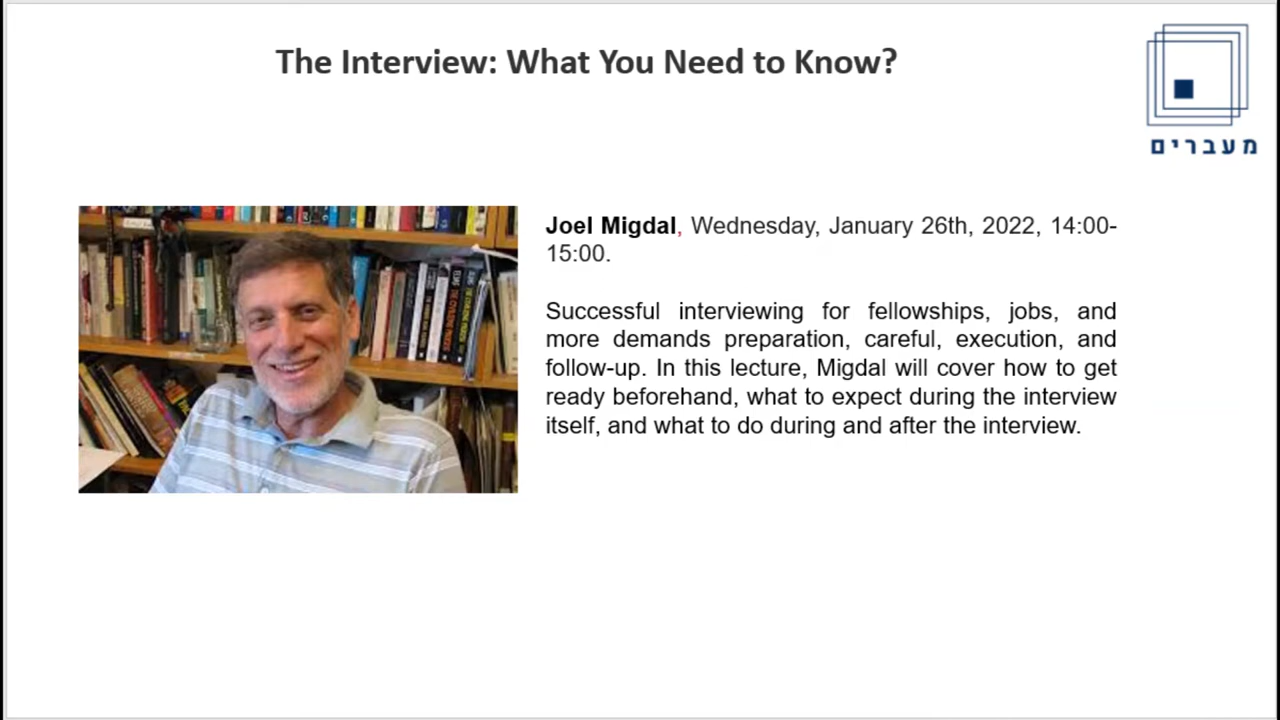 The Interview: What You Need to Know?
מעברים
Joel Migdal, Wednesday, January 26th, 2022, 14:00-
15:00.
Successful interviewing for fellowships, jobs, and
more demands preparation, careful, execution, and
follow-up. In this lecture, Migdal will cover how to get
ready beforehand, what to expect during the interview
itself, and what to do during and after the interview.